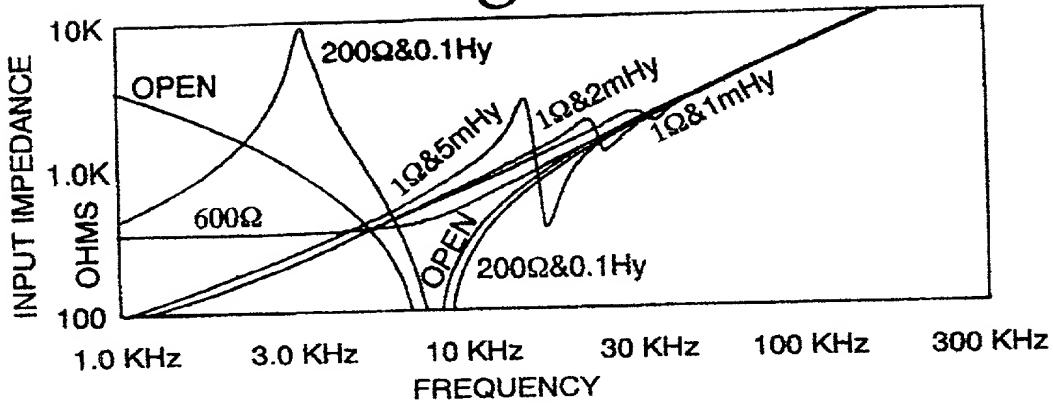 10K
200Ω&0.1Hy
OPEN
1Ω&5mHy
1Ω&2mHy
1Ω&1mHy
1.0K
600Ω
OPEN
200Ω&0.1Hy
100
INPUT IMPEDANCE
OHMS
1.0 KHz 3.0 KHz 10 KHz 30 KHz 100 KHz 300 KHz
FREQUENCY